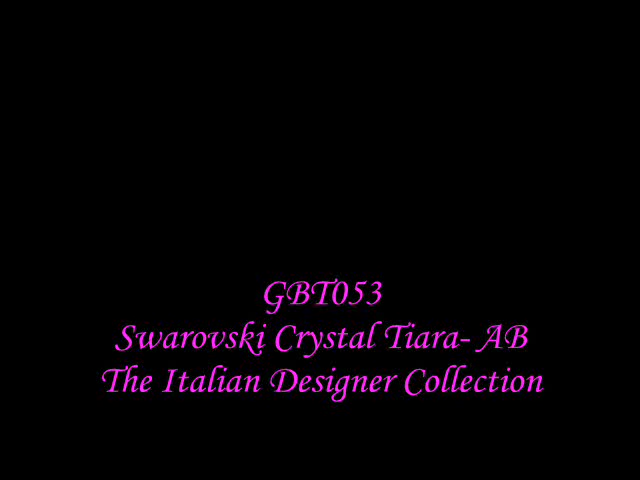 GBT053
Swarovski Crystal Tiara- AB
The Italian Designer Collection